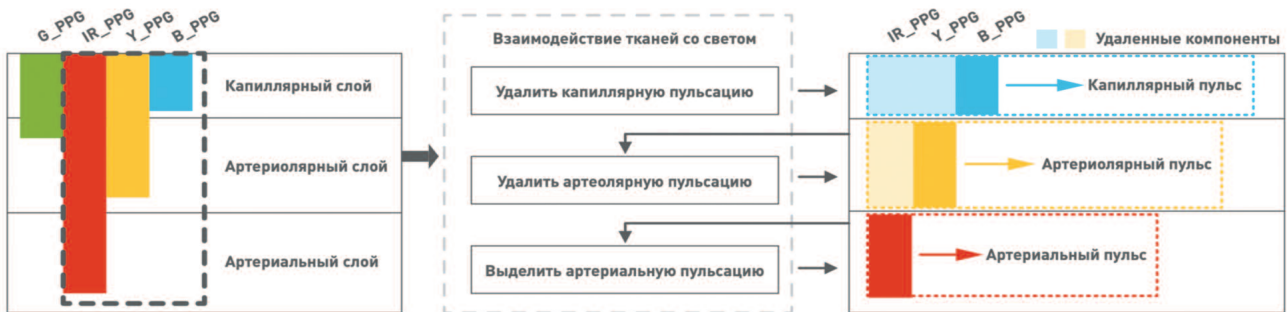 G_PPG
IR_PPG
Y_PPG
B_PPG
Капиллярный слой
Артериолярный слой
Артериальный слой
Взаимодействие тканей со светом
Удалить капиллярную пульсацию
Удалить артеолярную пульсацию
Выделить артериальную пульсацию
IR_PPG
Y_PPG
B_PPG
Удаленные компоненты
Капиллярный пульс
Артериолярный пульс
Артериальный пульс